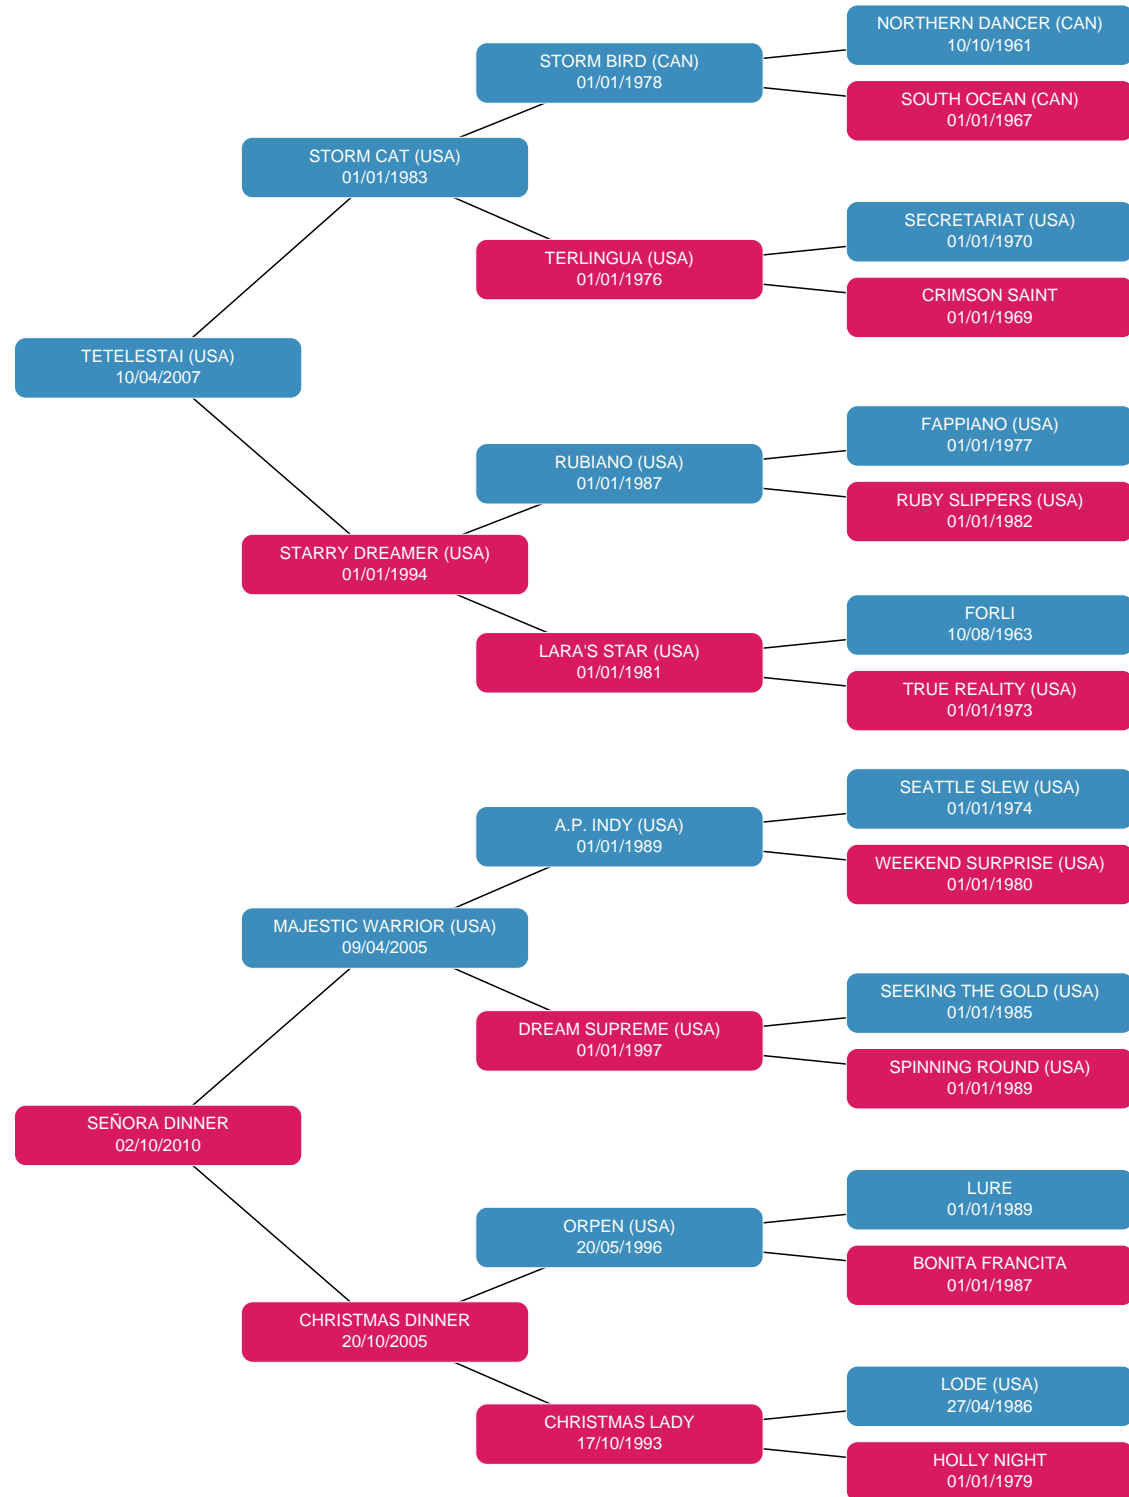 NORTHERN DANCER (CAN)
10/10/1961
STORM BIRD (CAN)
01/01/1978
SOUTH OCEAN (CAN)
01/01/1967
STORM CAT (USA)
01/01/1983
SECRETARIAT (USA)
01/01/1970
TERLINGUA (USA)
01/01/1976
CRIMSON SAINT
01/01/1969
TETELESTAI (USA)
10/04/2007
FAPPIANO (USA)
01/01/1977
RUBIANO (USA)
01/01/1987
RUBY SLIPPERS (USA)
01/01/1982
STARRY DREAMER (USA)
01/01/1994
FORLI
10/08/1963
LARA'S STAR (USA)
01/01/1981
TRUE REALITY (USA)
01/01/1973
SEATTLE SLEW (USA)
01/01/1974
A.P. INDY (USA)
01/01/1989
WEEKEND SURPRISE (USA)
01/01/1980
MAJESTIC WARRIOR (USA)
09/04/2005
SEEKING THE GOLD (USA)
01/01/1985
DREAM SUPREME (USA)
01/01/1997
SPINNING ROUND (USA)
01/01/1989
SEÑORA DINNER
02/10/2010
LURE
01/01/1989
ORPEN (USA)
20/05/1996
BONITA FRANCITA
01/01/1987
CHRISTMAS DINNER
20/10/2005
LODE (USA)
27/04/1986
CHRISTMAS LADY
17/10/1993
HOLLY NIGHT
01/01/1979